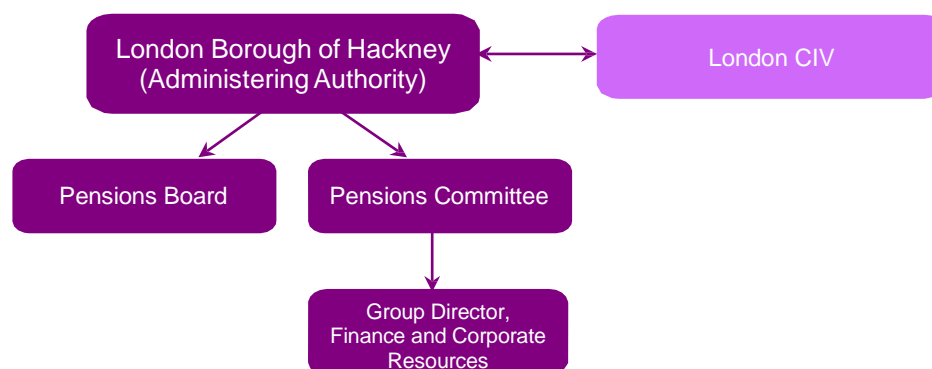 London Borough of Hackney
(Administering Authority)
London CIV
Pensions Board
Pensions Committee
Group Director,
Finance and Corporate
Resources